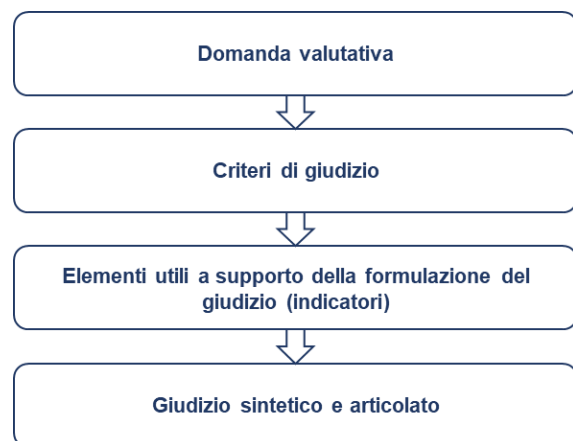 Domanda valutativa
Criteri di giudizio
Elementi utili a supporto della formulazione del
giudizio (indicatori)
Giudizio sintetico e articolato